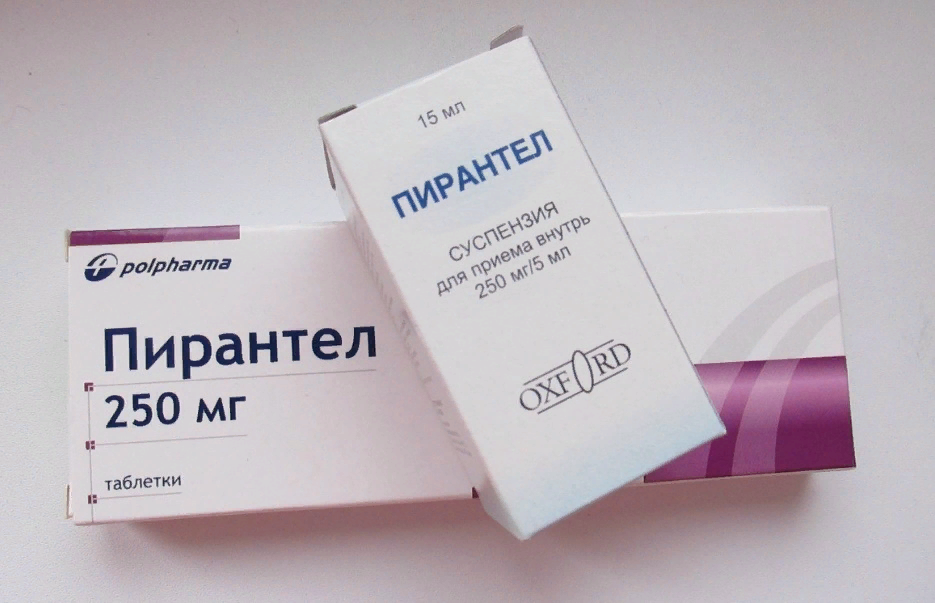 15 мл
ПИРАНТЕЛ
СУСПЕНЗИЯ
для приема внутрь
250 мг/5 мл
OXFORD
polpharma
Пирантел
250 мг
таблетки